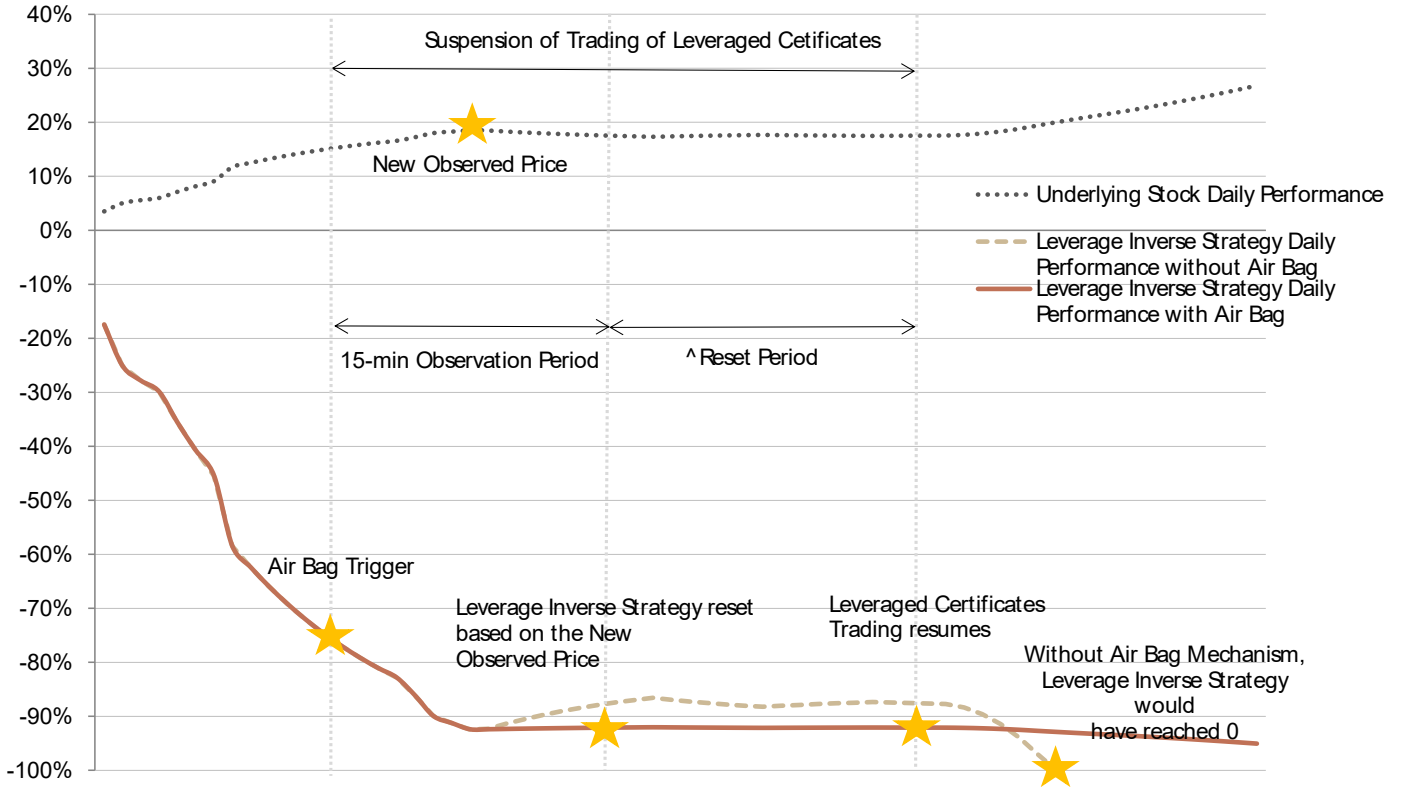 40%
Suspension of Trading of Leveraged Cetificates
30%
20%
New Observed Price
10%
Underlying Stock Daily Performance
0%
Leverage Inverse Strategy Daily
Performance without Air Bag
-10%
Leverage Inverse Strategy Daily
Performance with Air Bag
-20%
15-min Observation Period
^ Reset Period
-30%
-40%
-50%
-60%
Air Bag Trigger
-70%
Leverage Inverse Strategy reset
based on the New
Observed Price
Leveraged Certificates
Trading resumes
-80%
Without Air Bag Mechanism,
Leverage Inverse Strategy
would
have reached 0
-90%
-100%